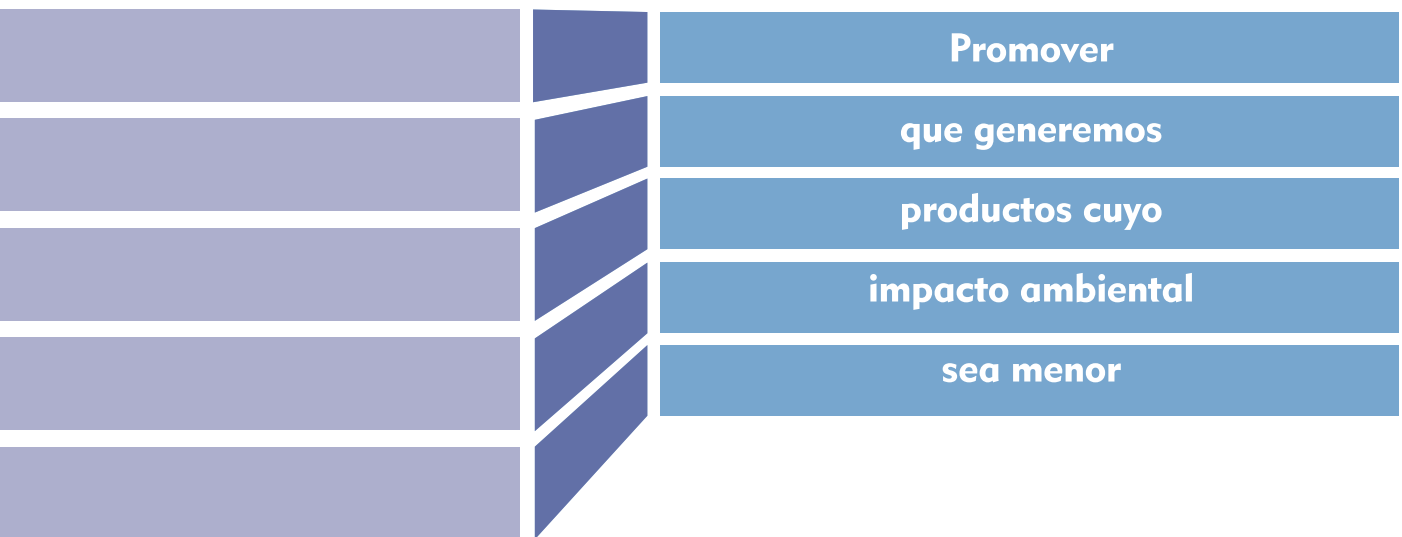 Promover
que generemos
productos cuyo
impacto ambiental
sea menor